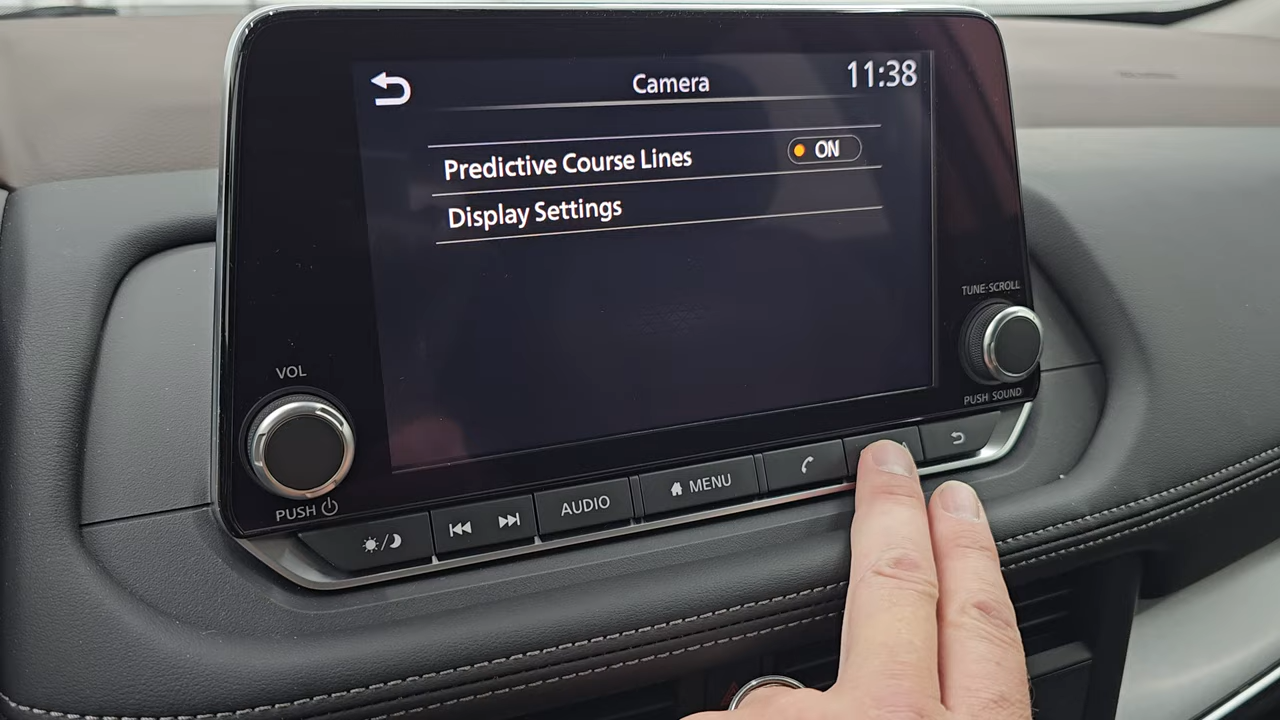 Camera
11:38
Predictive Course Lines
ON
Display Settings
TUNE·SCROLL
VOL
PUSH SOUND
PUSH
AUDIO
MENU